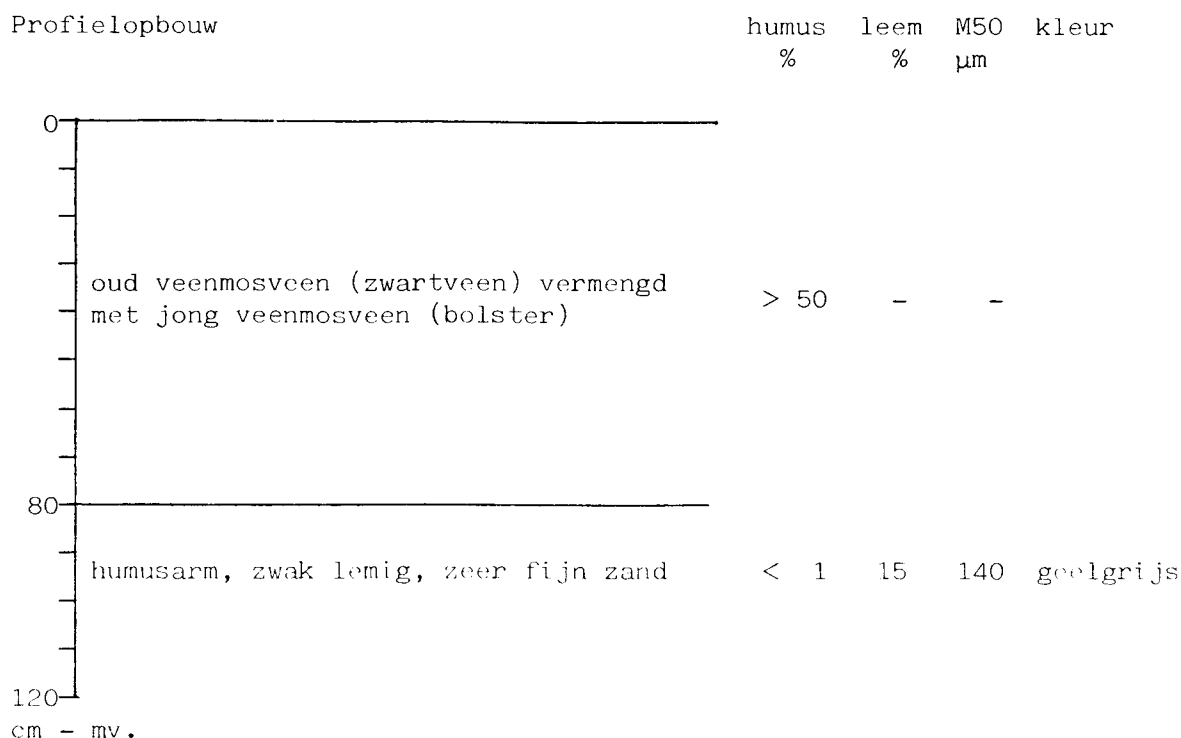 Profielopbouw humus leem M50 kleur
% % µm
0
oud veenmosveen (zwartveen) vermengd
met jong veenmosveen (bolster) > 50 – –
80
humusarm, zwak lemig, zeer fijn zand < 1 15 140 geelgrijs
120
cm – mv.